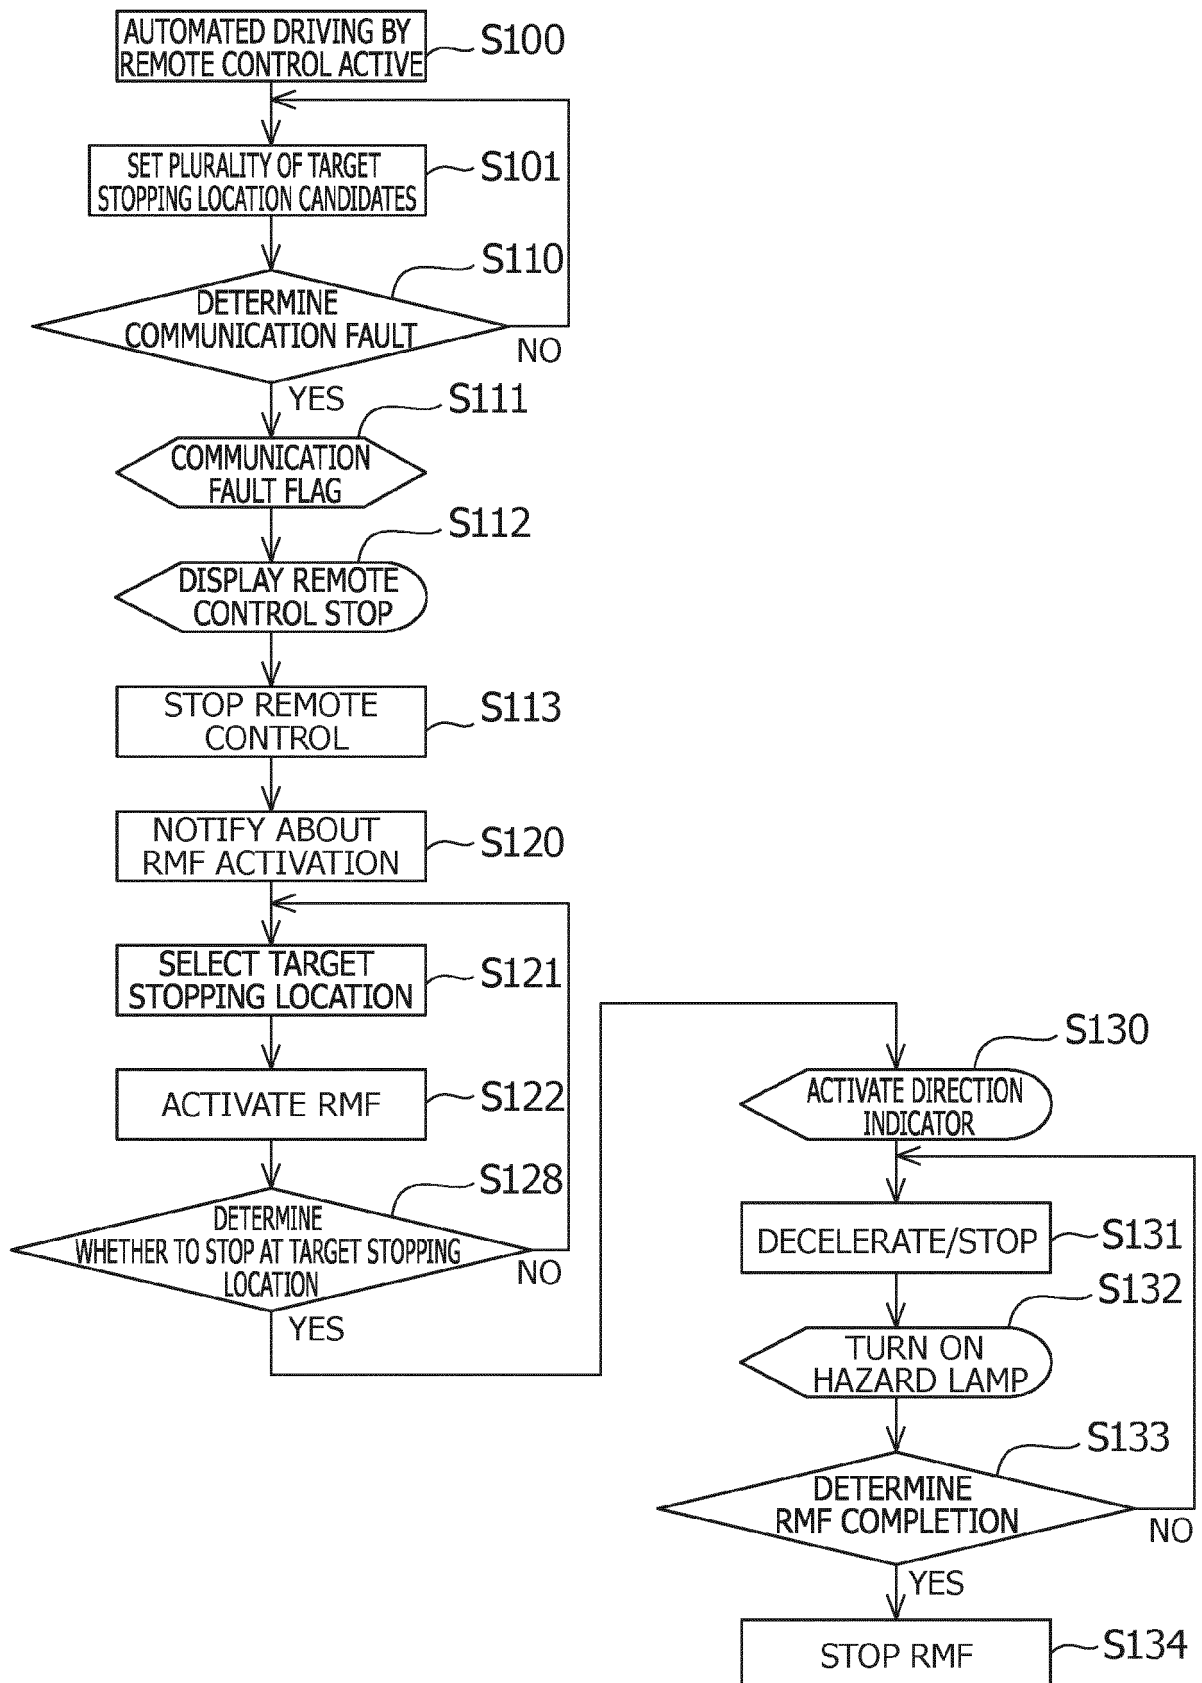 AUTOMATED DRIVING BY
REMOTE CONTROL ACTIVE
S100
SET PLURALITY OF TARGET
STOPPING LOCATION CANDIDATES
S101
DETERMINE
COMMUNICATION FAULT
S110
NO
YES
COMMUNICATION
FAULT FLAG
S111
DISPLAY REMOTE
CONTROL STOP
S112
STOP REMOTE
CONTROL
S113
NOTIFY ABOUT
RMF ACTIVATION
S120
SELECT TARGET
STOPPING LOCATION
S121
ACTIVATE RMF
S122
DETERMINE
WHETHER TO STOP AT TARGET STOPPING
LOCATION
S128
NO
YES
ACTIVATE DIRECTION
INDICATOR
S130
DECELERATE/STOP
S131
TURN ON
HAZARD LAMP
S132
DETERMINE
RMF COMPLETION
S133
NO
YES
STOP RMF
S134